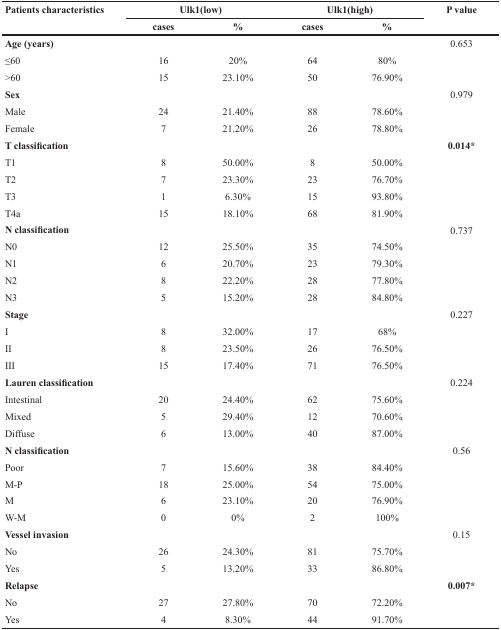 Patients characteristics Ulk1(low) Ulk1(high) P value
cases % cases %
Age (years) 0.653
≤60 16 20% 64 80%
>60 15 23.10% 50 76.90%
Sex 0.979
Male 24 21.40% 88 78.60%
Female 7 21.20% 26 78.80%
T classification 0.014*
T1 8 50.00% 8 50.00%
T2 7 23.30% 23 76.70%
T3 1 6.30% 15 93.80%
T4a 15 18.10% 68 81.90%
N classification 0.737
N0 12 25.50% 35 74.50%
N1 6 20.70% 23 79.30%
N2 8 22.20% 28 77.80%
N3 5 15.20% 28 84.80%
Stage 0.227
I 8 32.00% 17 68%
II 8 23.50% 26 76.50%
III 15 17.40% 71 76.50%
Lauren classification 0.224
Intestinal 20 24.40% 62 75.60%
Mixed 5 29.40% 12 70.60%
Diffuse 6 13.00% 40 87.00%
N classification 0.56
Poor 7 15.60% 38 84.40%
M-P 18 25.00% 54 75.00%
M 6 23.10% 20 76.90%
W-M 0 0% 2 100%
Vessel invasion 0.15
No 26 24.30% 81 75.70%
Yes 5 13.20% 33 86.80%
Relapse 0.007*
No 27 27.80% 70 72.20%
Yes 4 8.30% 44 91.70%